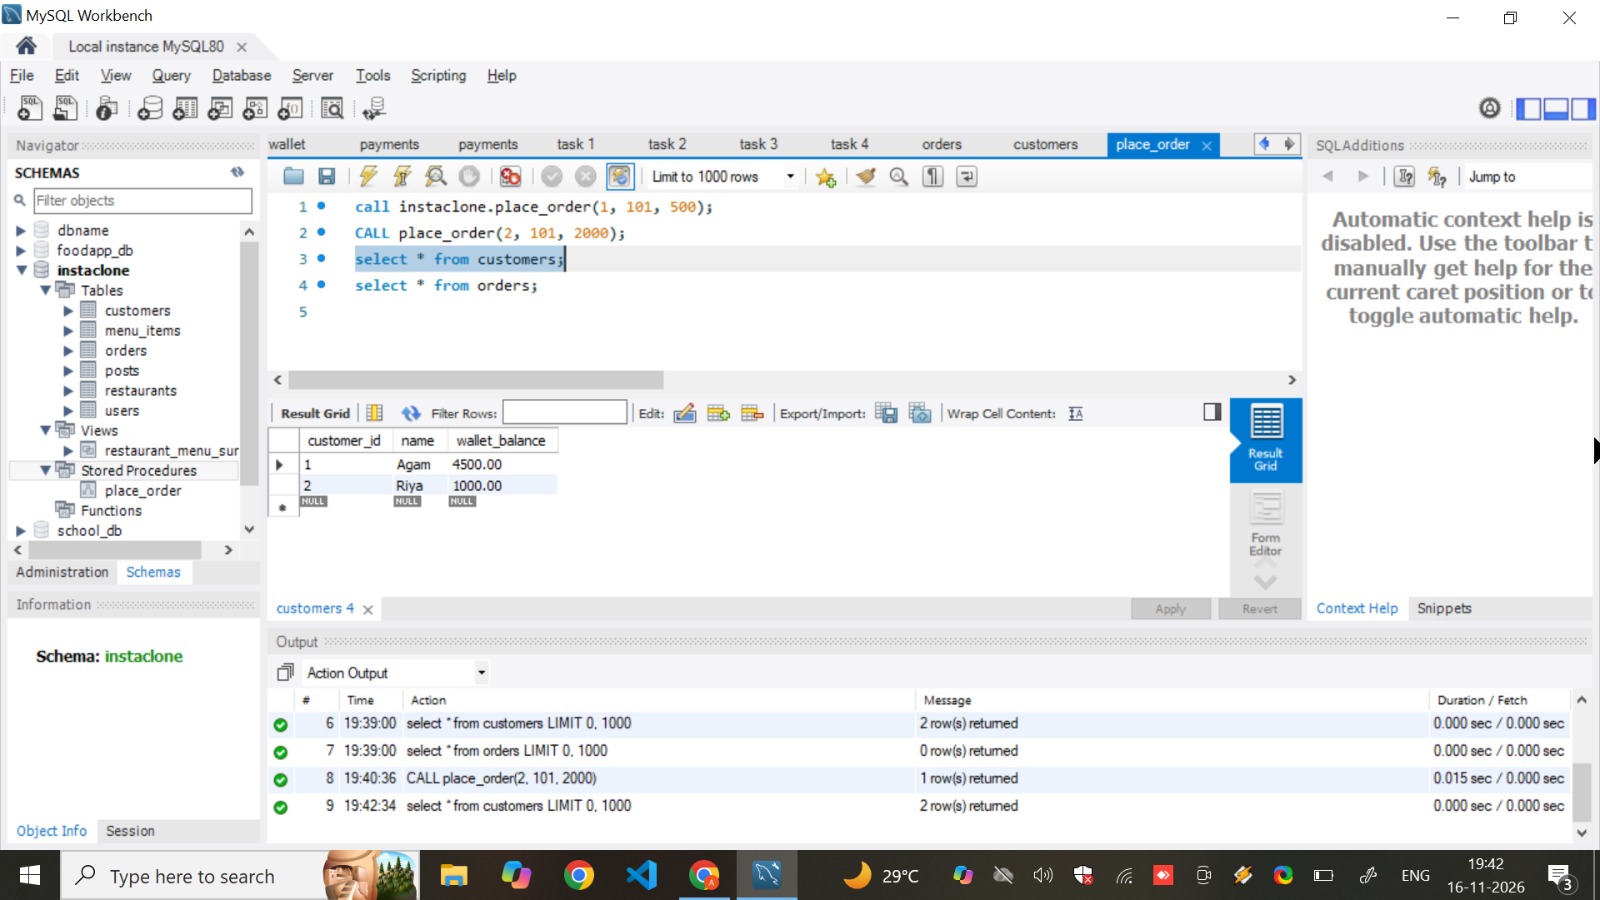 MySQL Workbench
Local instance MySQL80
File Edit View Query Database Server Tools Scripting Help
Navigator
SCHEMAS
Filter objects
dbname
foodapp_db
instaclone
Tables
customers
menu_items
orders
posts
restaurants
users
Views
restaurant_menu_sur
Stored Procedures
place_order
Functions
school_db
Administration Schemas
Information
Schema: instaclone
Object Info Session
wallet payments payments task 1 task 2 task 3 task 4 orders customers place_order
Limit to 1000 rows
1 call instaclone.place_order(1, 101, 500);
2 CALL place_order(2, 101, 2000);
3 select * from customers;
4 select * from orders;
5
Result Grid Filter Rows: Edit: Export/Import: Wrap Cell Content:
customer_id name wallet_balance
1 Agam 4500.00
2 Riya 1000.00
NULL NULL NULL
Result Grid
Form Editor
customers 4
Apply Revert
SQLAdditions
Jump to
Automatic context help is
disabled. Use the toolbar t
manually get help for the
current caret position or to
toggle automatic help.
Context Help Snippets
Output
Action Output
# Time Action Message Duration / Fetch
6 19:39:00 select * from customers LIMIT 0, 1000 2 row(s) returned 0.000 sec / 0.000 sec
7 19:39:00 select * from orders LIMIT 0, 1000 0 row(s) returned 0.000 sec / 0.000 sec
8 19:40:36 CALL place_order(2, 101, 2000) 1 row(s) returned 0.015 sec / 0.000 sec
9 19:42:34 select * from customers LIMIT 0, 1000 2 row(s) returned 0.000 sec / 0.000 sec
Type here to search
29°C
ENG
19:42
16-11-2026
3